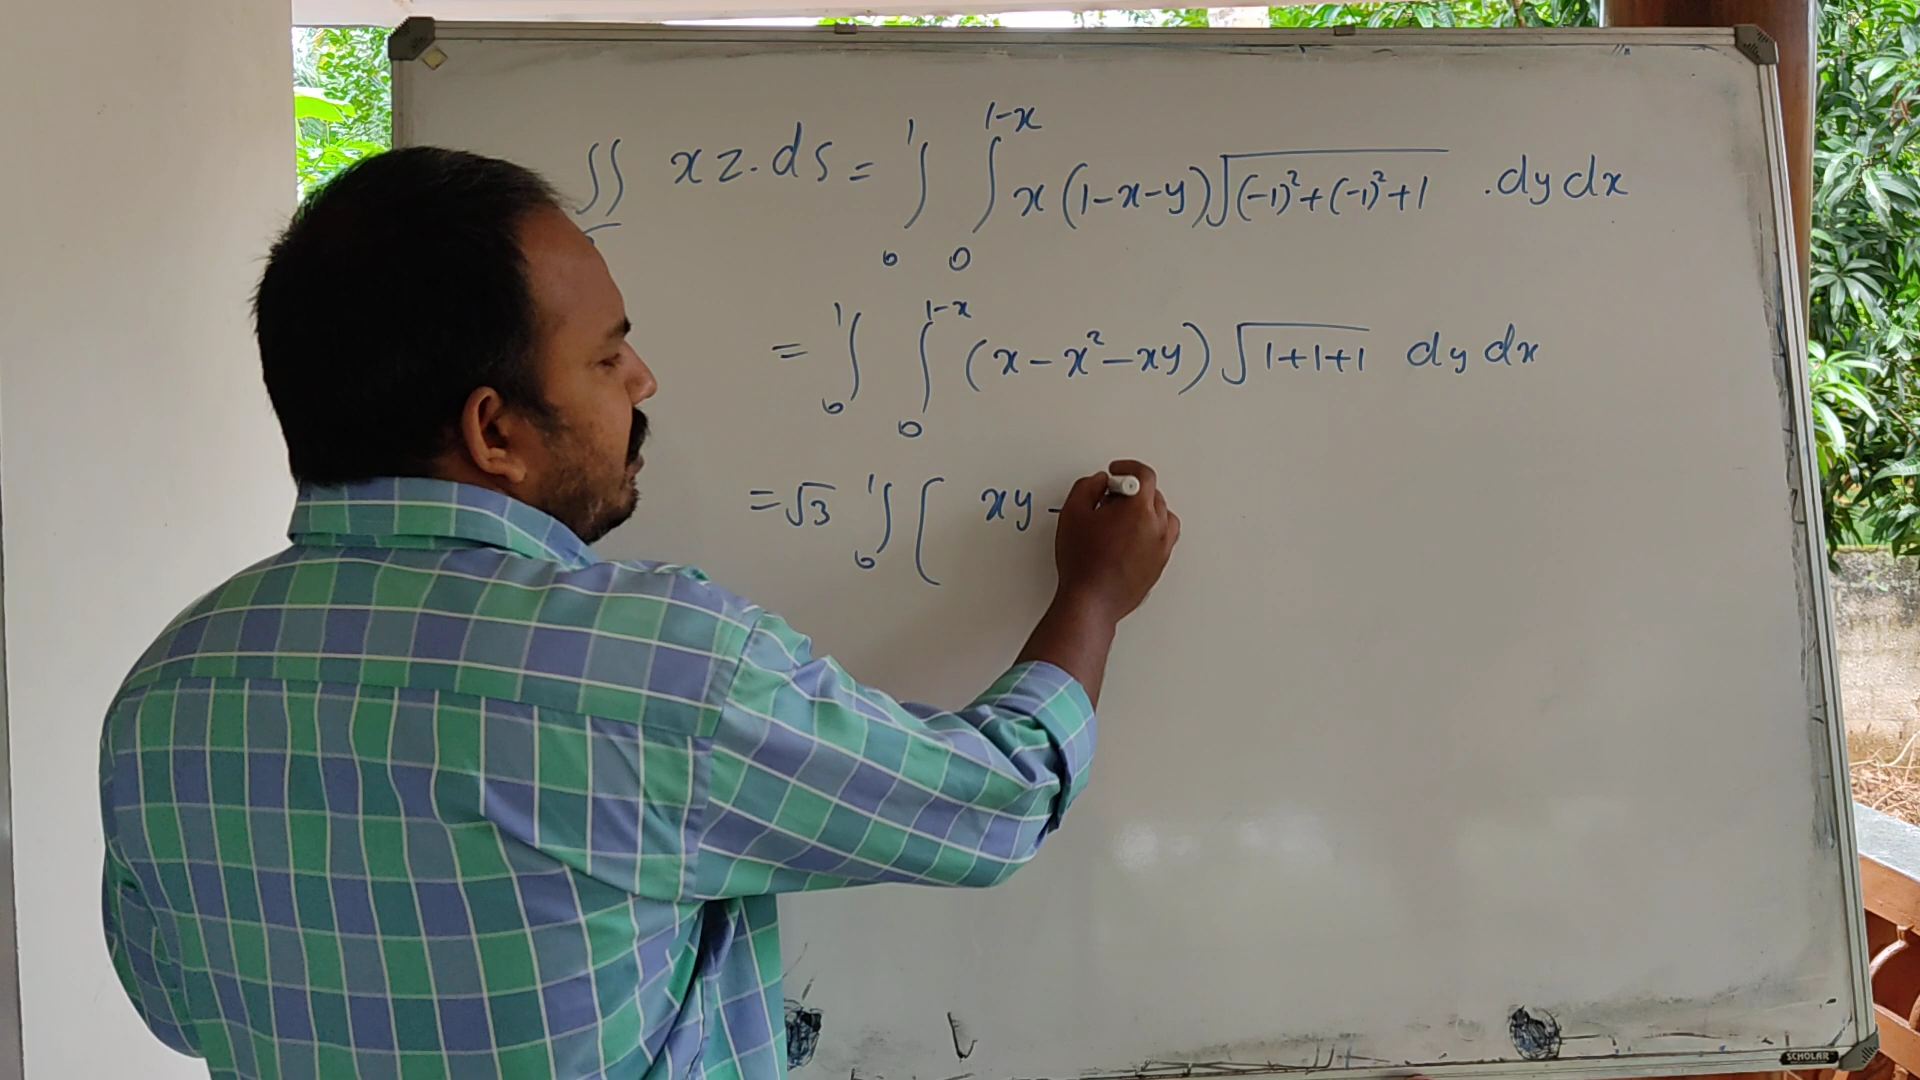 ∬ xz.ds = ∫₀¹ ∫₀^{1-x} x(1-x-y)√((-1)²+(-1)²+1) .dy dx
= ∫₀¹ ∫₀^{1-x} (x-x²-xy)√(1+1+1) dy dx
= √3 ∫₀¹ ( xy -
SCHOLAR